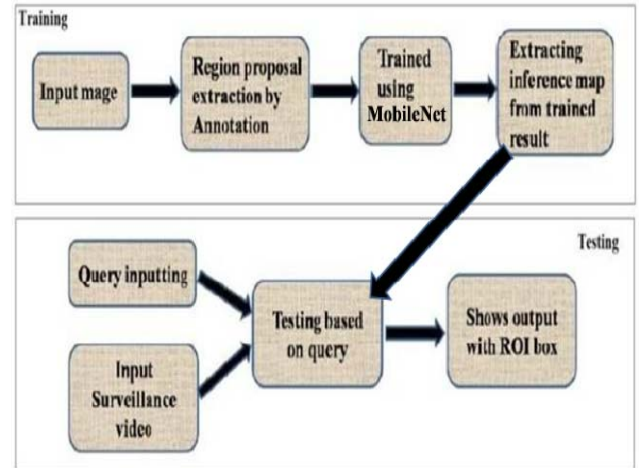 Training
Input mage
Region proposal
extraction by
Annotation
Trained
using
MobileNet
Extracting
inference map
from trained
result
Testing
Query inputting
Input
Surveillance
video
Testing based
on query
Shows output
with ROI box